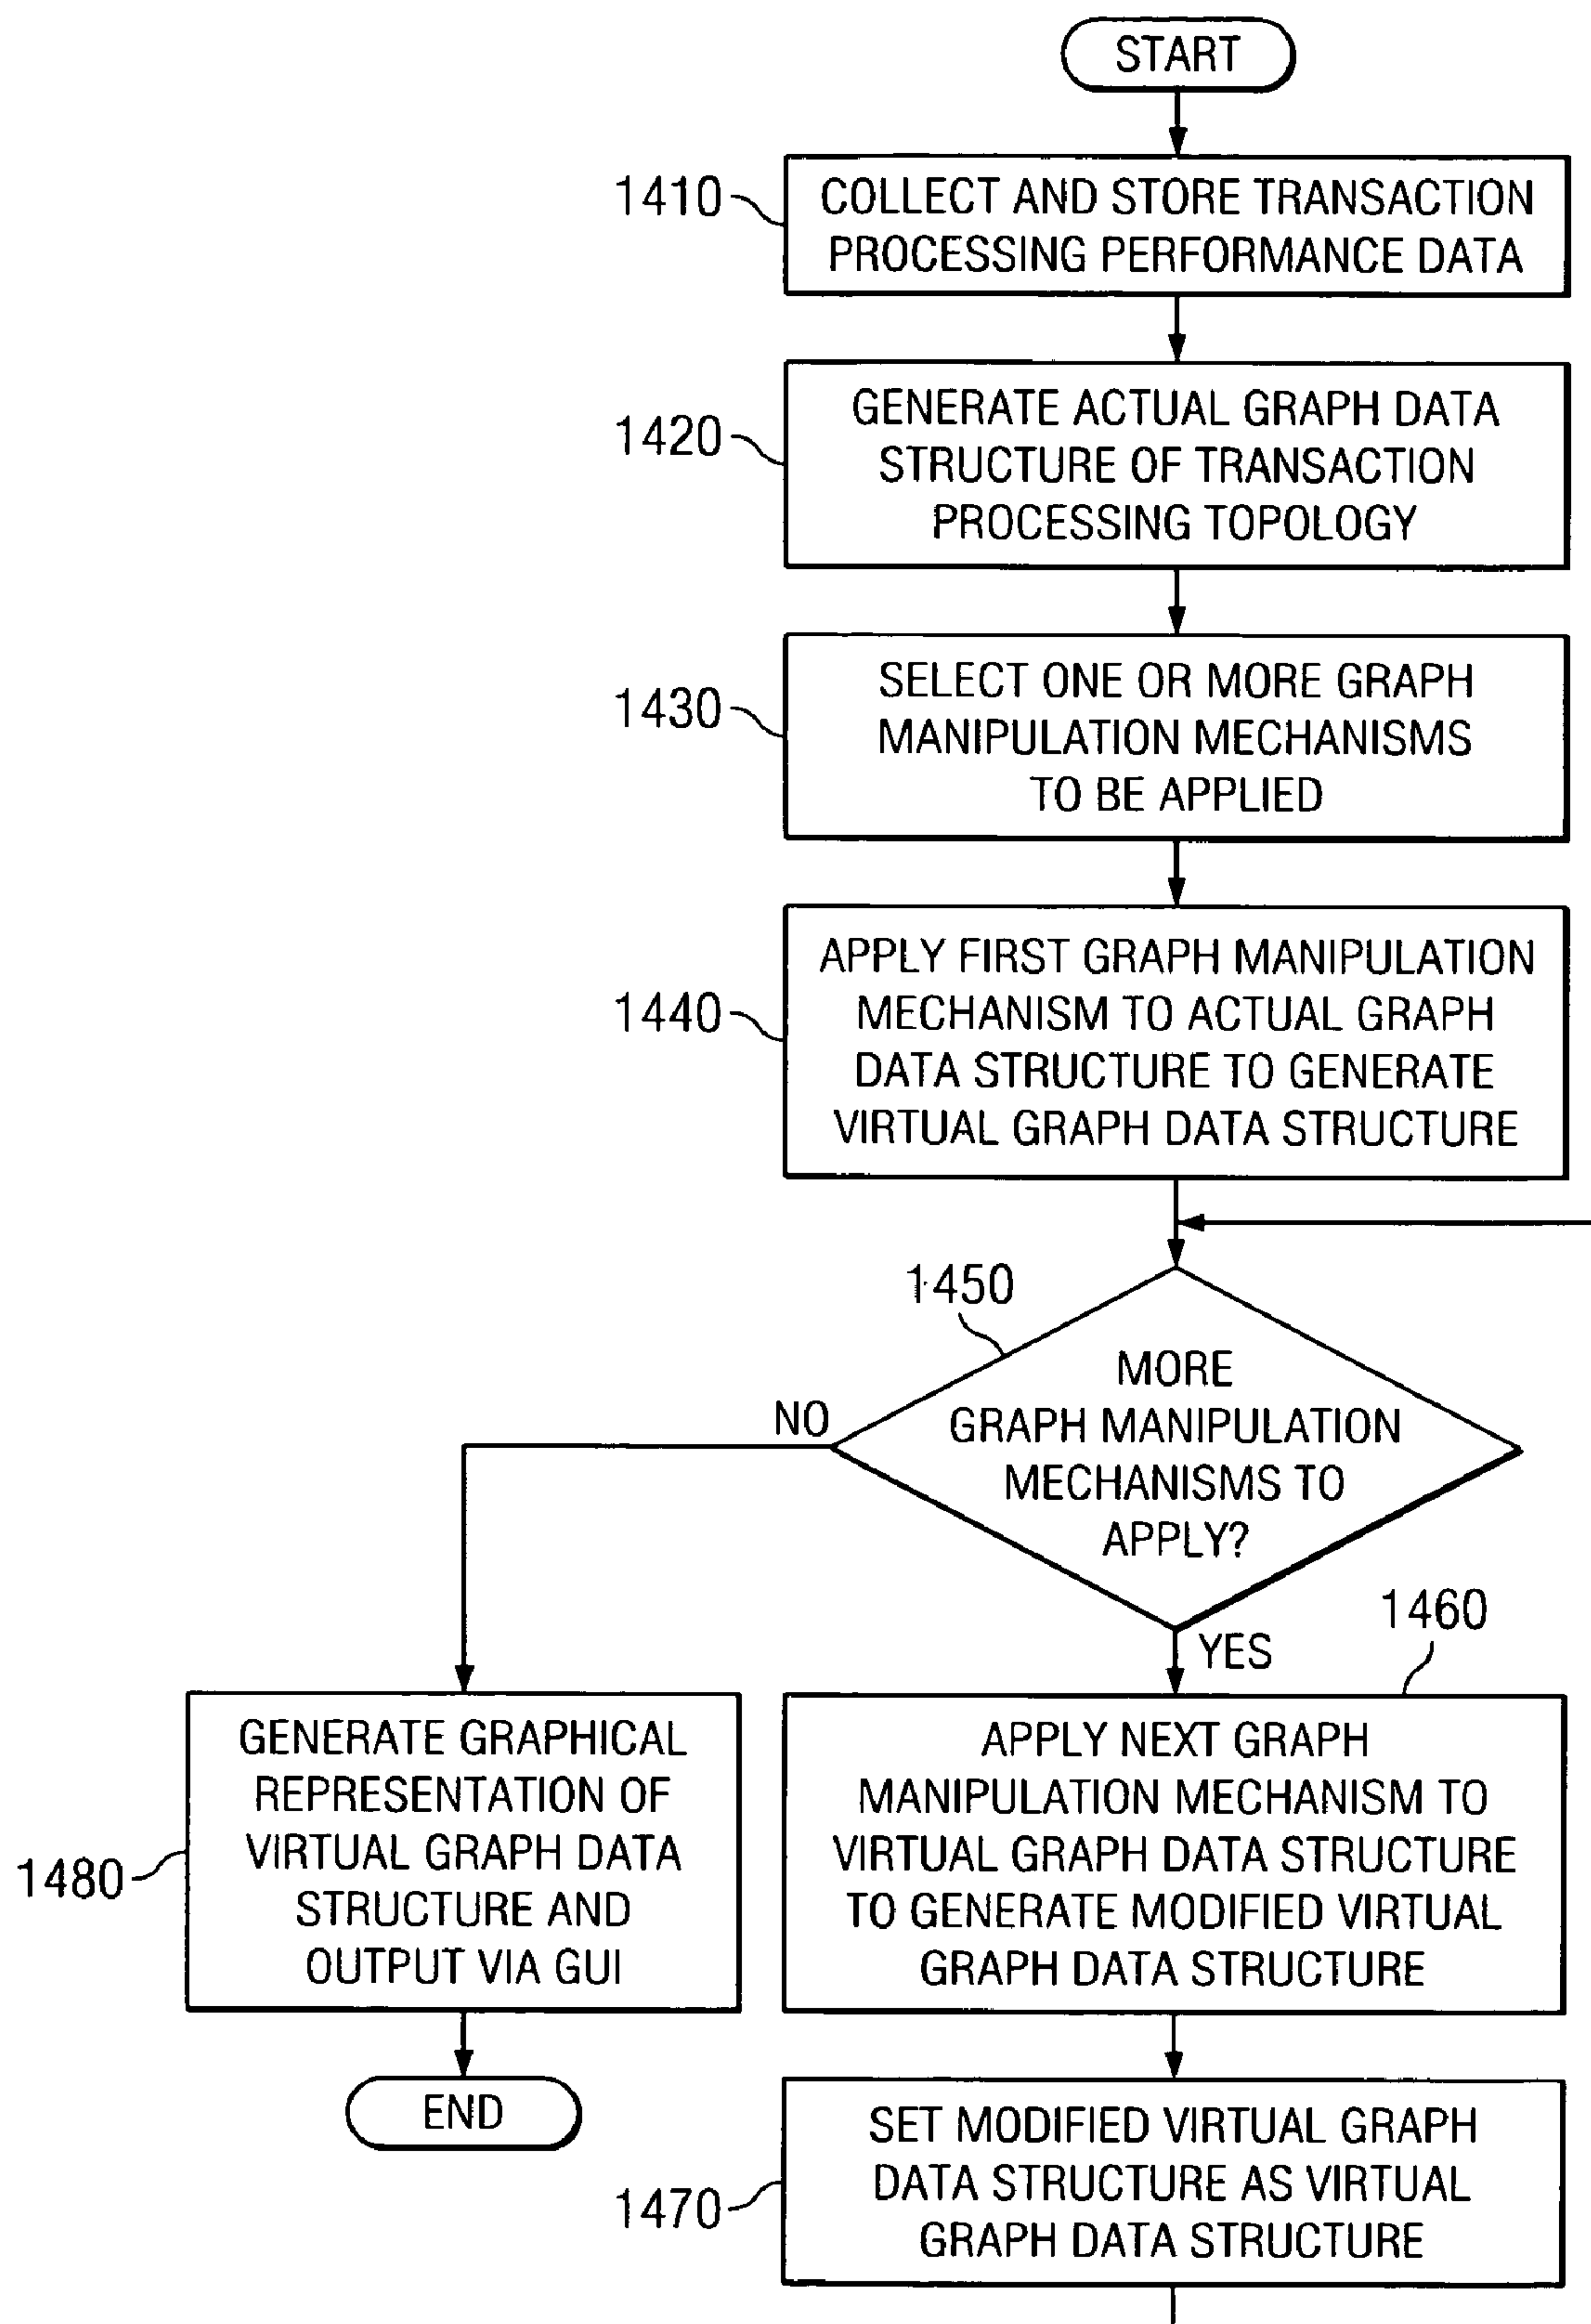 START
1410
COLLECT AND STORE TRANSACTION
PROCESSING PERFORMANCE DATA
1420
GENERATE ACTUAL GRAPH DATA
STRUCTURE OF TRANSACTION
PROCESSING TOPOLOGY
1430
SELECT ONE OR MORE GRAPH
MANIPULATION MECHANISMS
TO BE APPLIED
1440
APPLY FIRST GRAPH MANIPULATION
MECHANISM TO ACTUAL GRAPH
DATA STRUCTURE TO GENERATE
VIRTUAL GRAPH DATA STRUCTURE
1450
MORE
GRAPH MANIPULATION
MECHANISMS TO
APPLY?
NO
YES
1460
APPLY NEXT GRAPH
MANIPULATION MECHANISM TO
VIRTUAL GRAPH DATA STRUCTURE
TO GENERATE MODIFIED VIRTUAL
GRAPH DATA STRUCTURE
1480
GENERATE GRAPHICAL
REPRESENTATION OF
VIRTUAL GRAPH DATA
STRUCTURE AND
OUTPUT VIA GUI
END
1470
SET MODIFIED VIRTUAL GRAPH
DATA STRUCTURE AS VIRTUAL
GRAPH DATA STRUCTURE